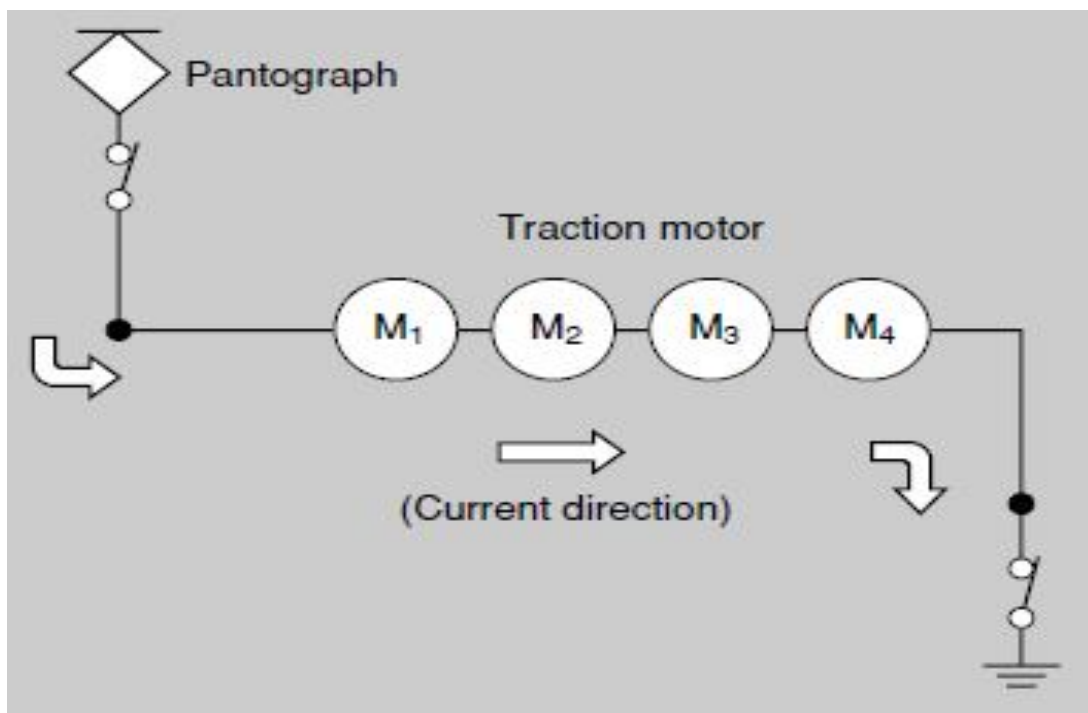 Pantograph
Traction motor
M₁ M₂ M₃ M₄
(Current direction)